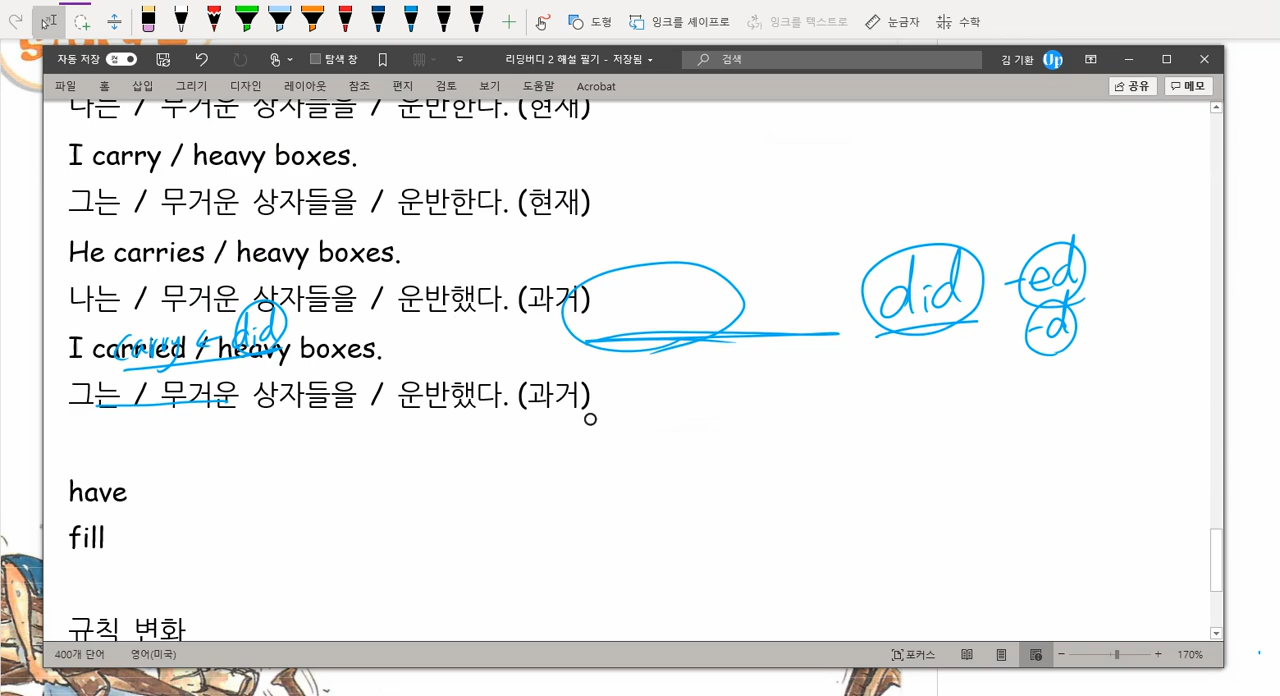 도형
잉크를 셰이프로
잉크를 텍스트로
눈금자
수학
자동 저장
탐색 창
리딩버디 2 해설 필기 - 저장됨
검색
김 기환
Up
파일 홈 삽입 그리기 디자인 레이아웃 참조 편지 검토 보기 도움말 Acrobat
공유
메모
나는 / 무거운 상자들을 / 운반한다. (현재)
I carry / heavy boxes.
그는 / 무거운 상자들을 / 운반한다. (현재)
He carries / heavy boxes.
나는 / 무거운 상자들을 / 운반했다. (과거)
did -ed
-d
carry did
I carried / heavy boxes.
그는 / 무거운 상자들을 / 운반했다. (과거)
have
fill
규칙 변화
400개 단어 영어(미국)
포커스
170%